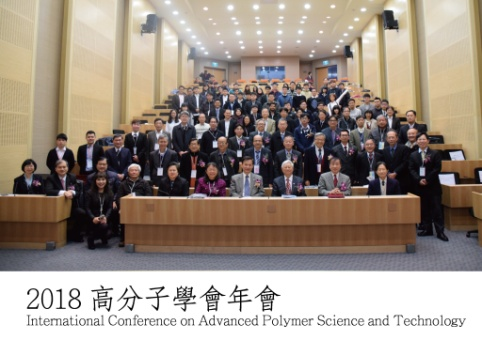 2018 高分子學會年會
International Conference on Advanced Polymer Science and Technology